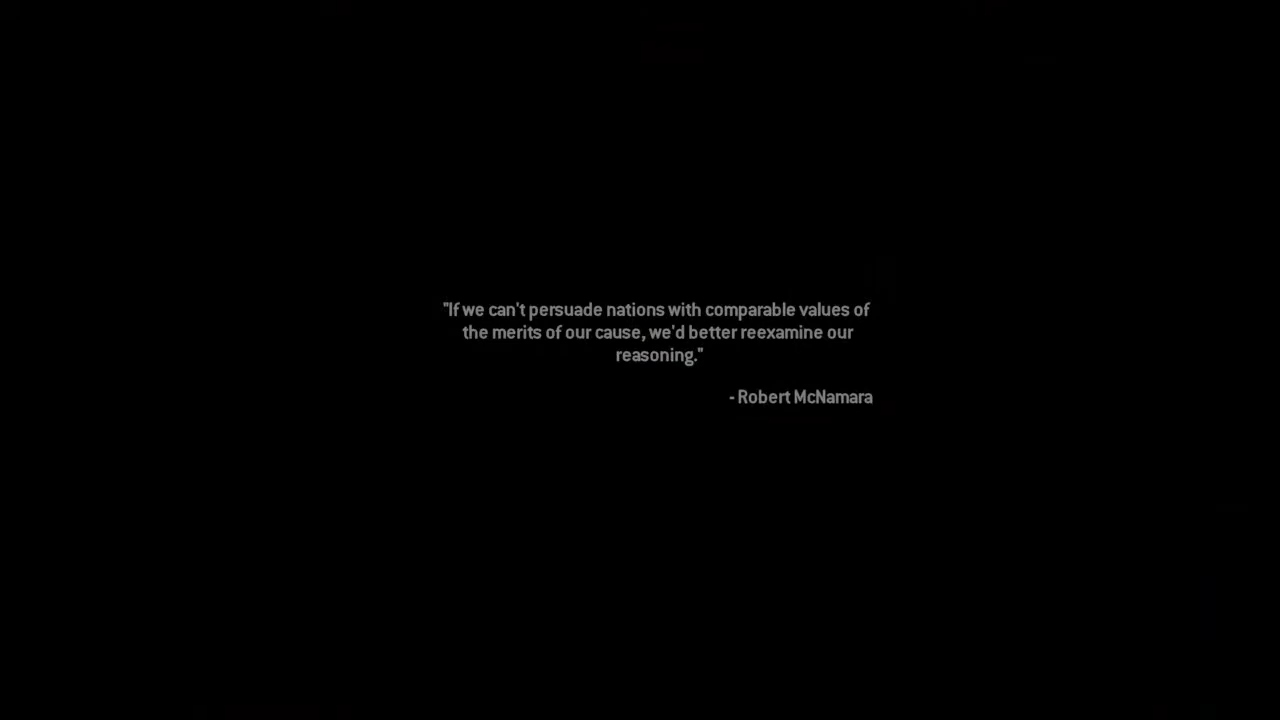 "If we can't persuade nations with comparable values of
the merits of our cause, we'd better reexamine our
reasoning."
- Robert McNamara